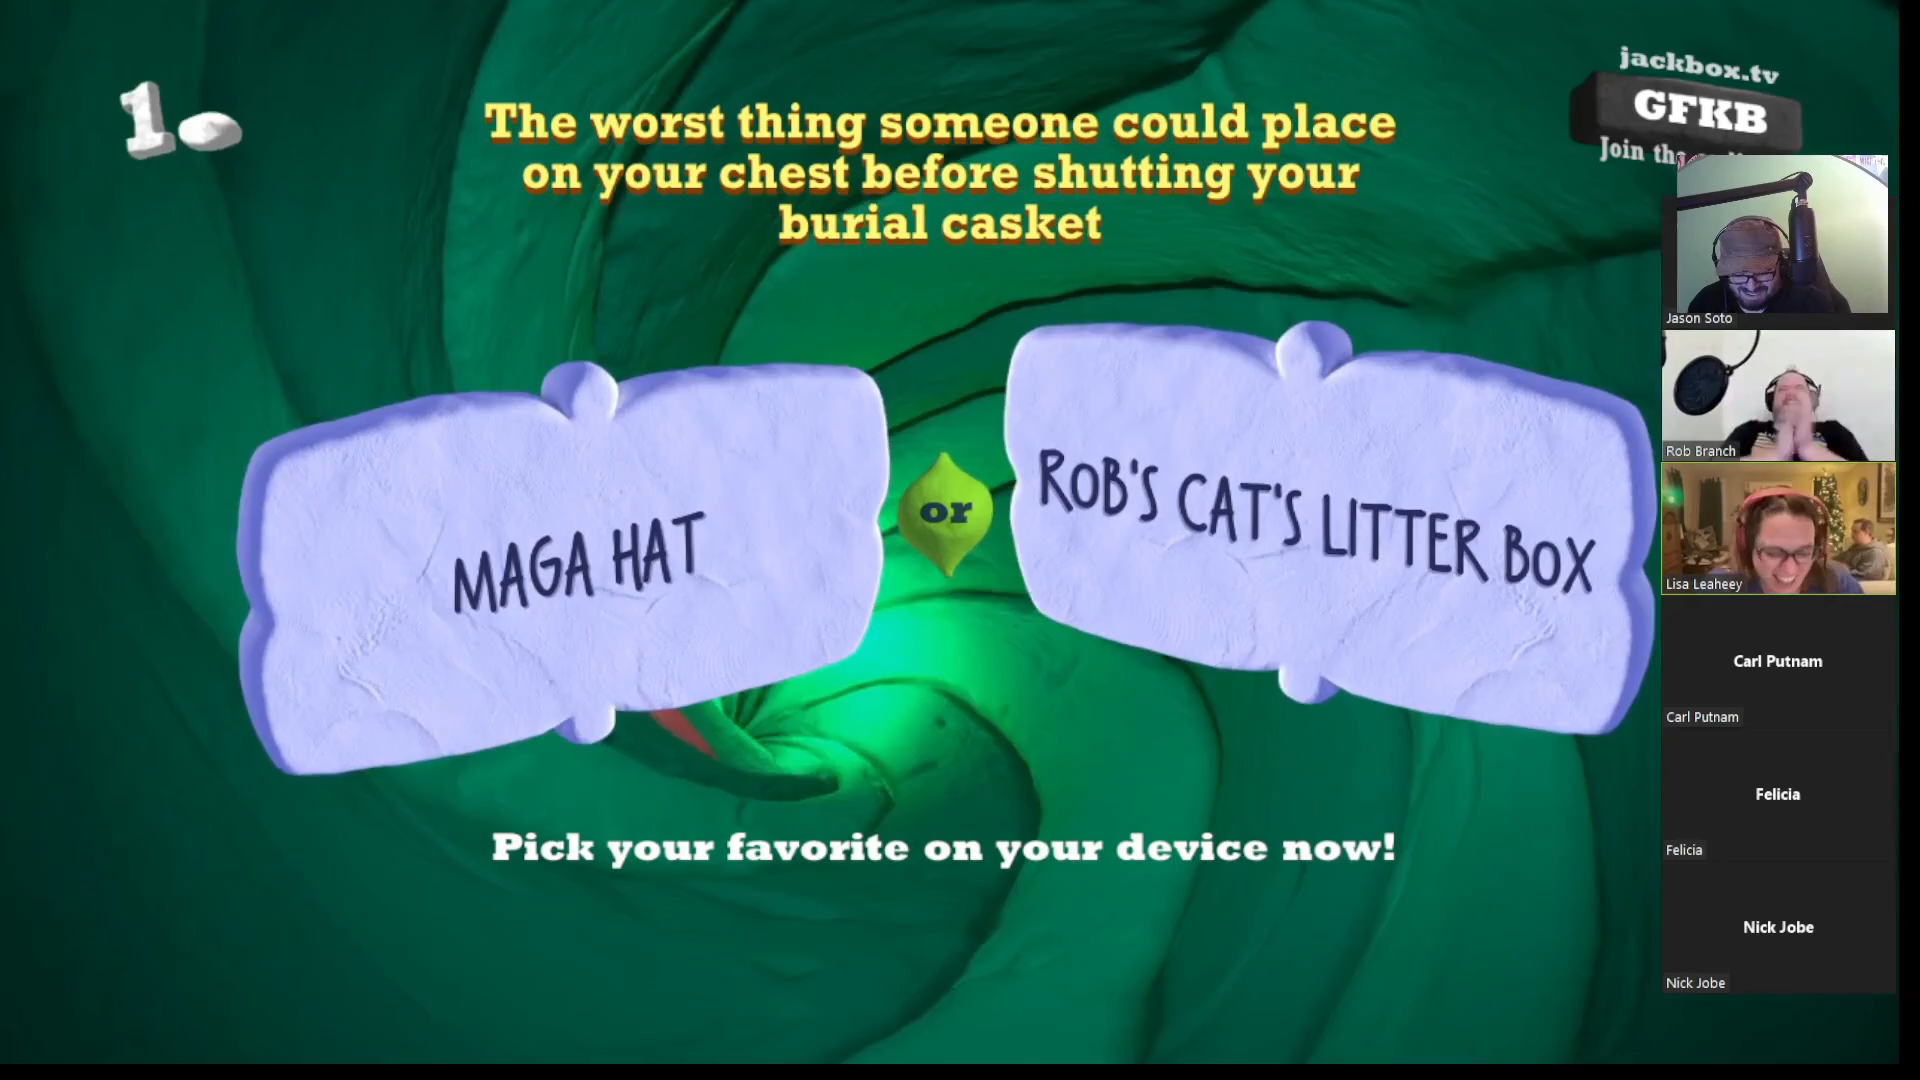 1.
The worst thing someone could place
on your chest before shutting your
burial casket
jackbox.tv
GFKB
Join the
MAGA HAT
or
ROB'S CAT'S LITTER BOX
Pick your favorite on your device now!
Jason Soto
Rob Branch
Lisa Leaheey
Carl Putnam
Carl Putnam
Felicia
Felicia
Nick Jobe
Nick Jobe